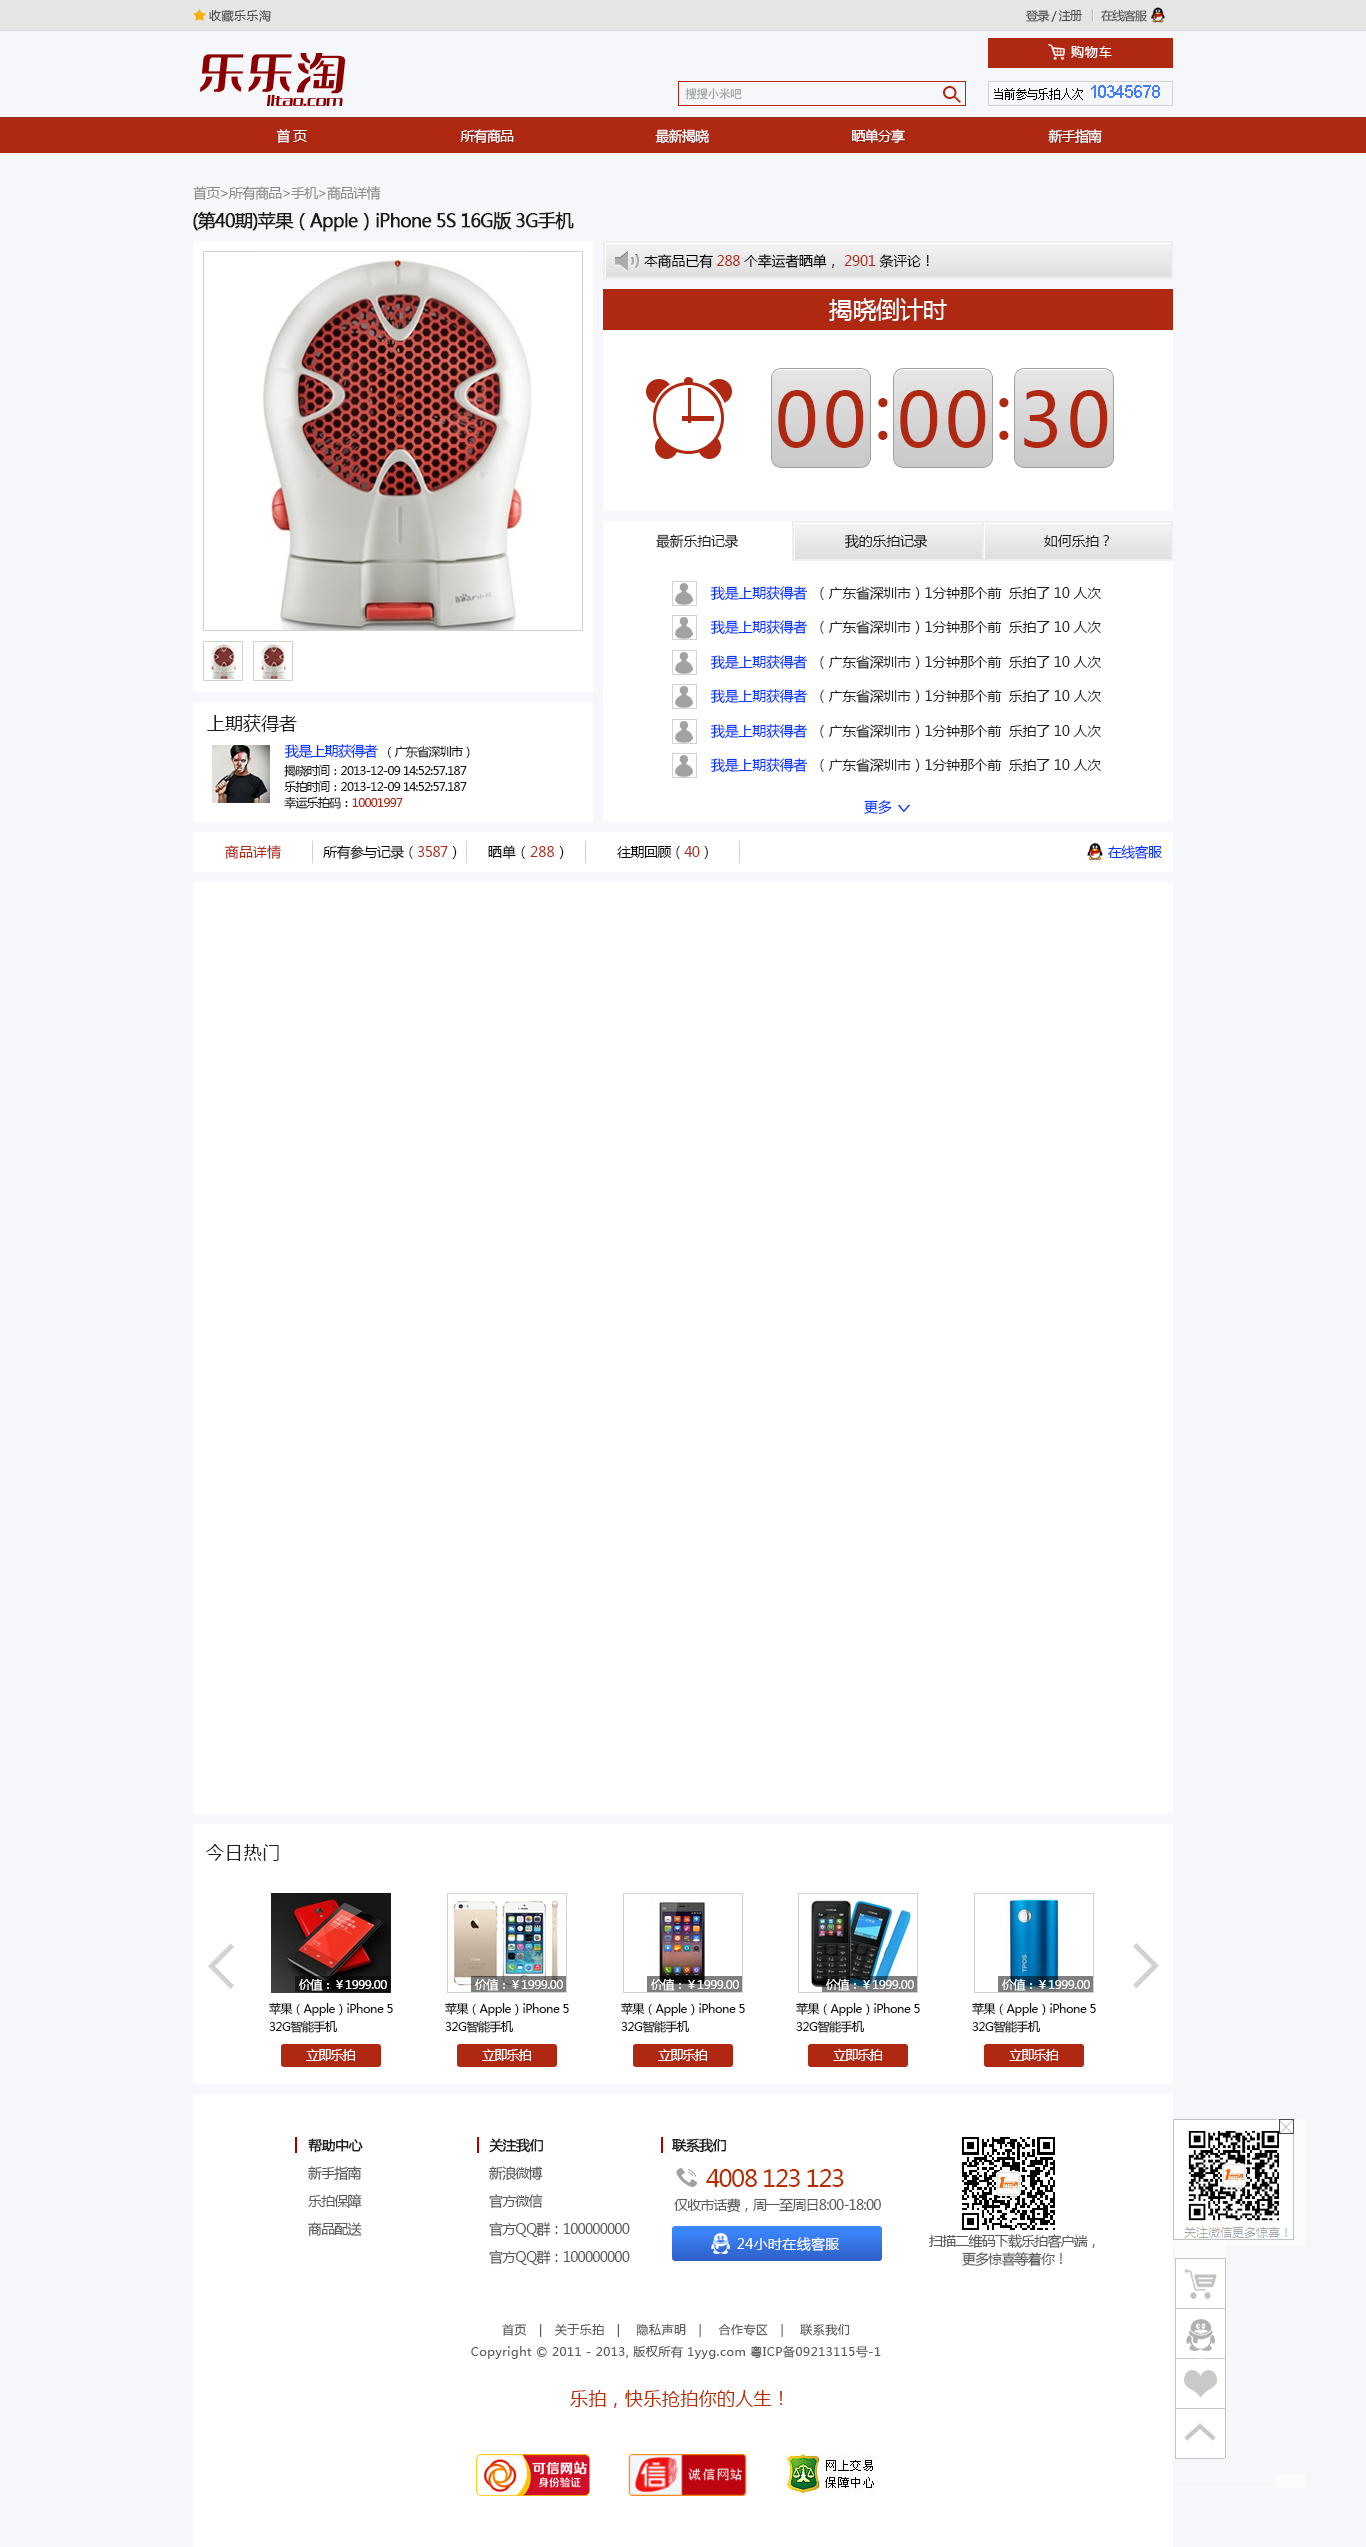 收藏乐乐淘
登录 / 注册 在线客服
购物车
乐乐淘
lltao.com
搜搜小米吧
当前参与乐拍人次 10345678
首 页 所有商品 最新揭晓 晒单分享 新手指南
首页>所有商品>手机>商品详情
(第40期)苹果（Apple）iPhone 5S 16G版 3G手机
本商品已有 288 个幸运者晒单， 2901 条评论！
揭晓倒计时
00:00:30
最新乐拍记录 我的乐拍记录 如何乐拍？
我是上期获得者 （广东省深圳市）1分钟那个前 乐拍了 10 人次
我是上期获得者 （广东省深圳市）1分钟那个前 乐拍了 10 人次
我是上期获得者 （广东省深圳市）1分钟那个前 乐拍了 10 人次
我是上期获得者 （广东省深圳市）1分钟那个前 乐拍了 10 人次
我是上期获得者 （广东省深圳市）1分钟那个前 乐拍了 10 人次
我是上期获得者 （广东省深圳市）1分钟那个前 乐拍了 10 人次
更多
上期获得者
我是上期获得者 （广东省深圳市）
揭晓时间：2013-12-09 14:52:57.187
乐拍时间：2013-12-09 14:52:57.187
幸运乐拍码：10001997
商品详情 所有参与记录（3587） 晒单（288） 往期回顾（40） 在线客服
今日热门
价值：￥1999.00 价值：￥1999.00 价值：￥1999.00 价值：￥1999.00 价值：￥1999.00
苹果（Apple）iPhone 5 苹果（Apple）iPhone 5 苹果（Apple）iPhone 5 苹果（Apple）iPhone 5 苹果（Apple）iPhone 5
32G智能手机 32G智能手机 32G智能手机 32G智能手机 32G智能手机
立即乐拍 立即乐拍 立即乐拍 立即乐拍 立即乐拍
帮助中心
新手指南
乐拍保障
商品配送
关注我们
新浪微博
官方微信
官方QQ群：100000000
官方QQ群：100000000
联系我们
4008 123 123
仅收市话费，周一至周日8:00-18:00
24小时在线客服
扫描二维码下载乐拍客户端，
更多惊喜等着你！
关注微信更多惊喜！
首页 | 关于乐拍 | 隐私声明 | 合作专区 | 联系我们
Copyright © 2011 - 2013, 版权所有 1yyg.com 粤ICP备09213115号-1
乐拍，快乐抢拍你的人生！
可信网站
身份验证
信 诚信网站
网上交易
保障中心